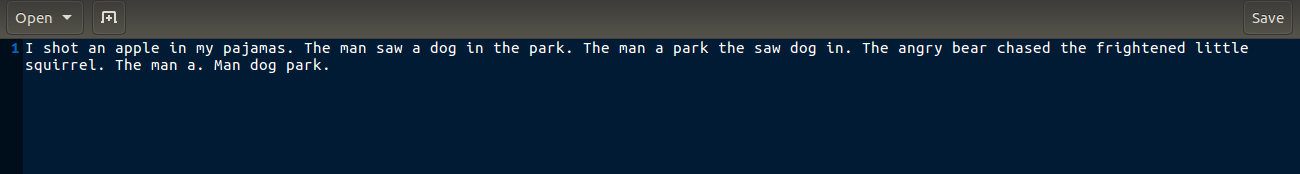 Open
Save
1
I shot an apple in my pajamas. The man saw a dog in the park. The man a park the saw dog in. The angry bear chased the frightened little
squirrel. The man a. Man dog park.